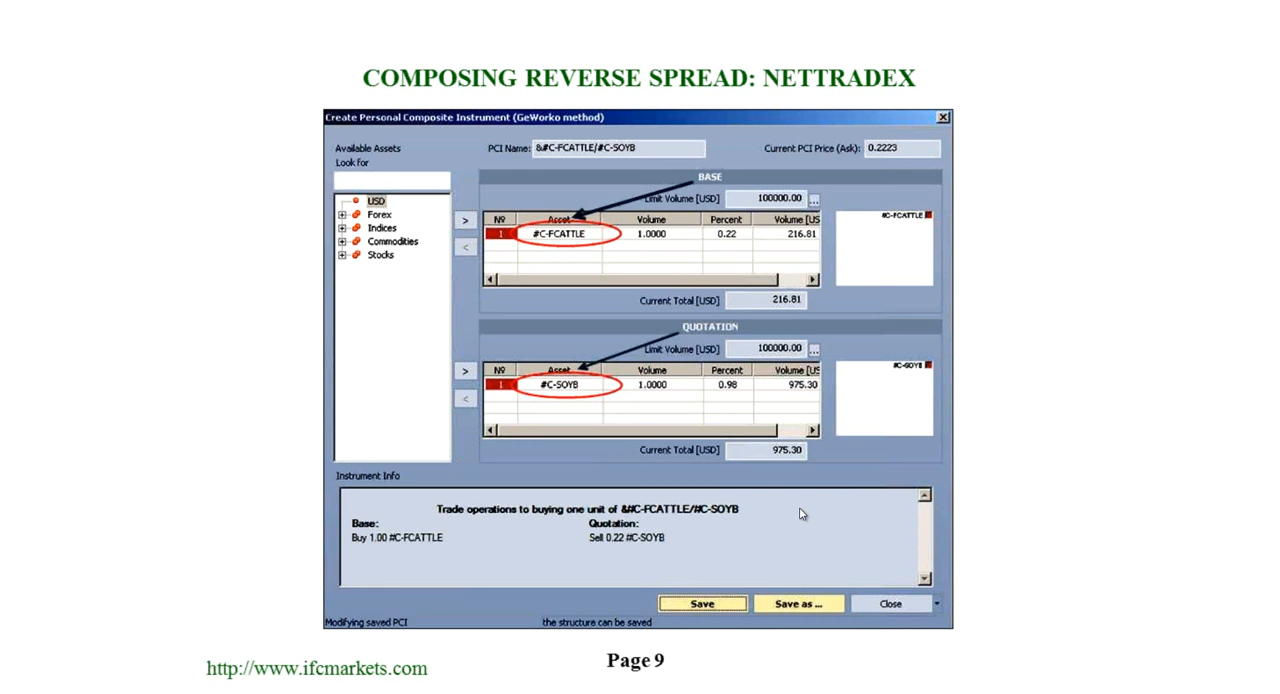 COMPOSING REVERSE SPREAD: NETTRADEX
Create Personal Composite Instrument (GeWorko method)
Available Assets
PCI Name: &#C-FCATTLE/#C-SOYB
Current PCI Price (Ask): 0.2223
Look for
USD
Forex
Indices
Commodities
Stocks
BASE
Limit Volume [USD] 100000.00 ...
Nº Asset Volume Percent Volume [US
1 #C-FCATTLE 1.0000 0.22 216.81
Current Total [USD] 216.81
#C-FCATTLE
QUOTATION
Limit Volume [USD] 100000.00 ...
Nº Asset Volume Percent Volume [US
1 #C-SOYB 1.0000 0.98 975.30
Current Total [USD] 975.30
#C-SOYB
> <
> <
Instrument Info
Trade operations to buying one unit of &#C-FCATTLE/#C-SOYB
Base: Quotation:
Buy 1.00 #C-FCATTLE Sell 0.22 #C-SOYB
Save Save as ... Close
Modifying saved PCI the structure can be saved
http://www.ifcmarkets.com
Page 9